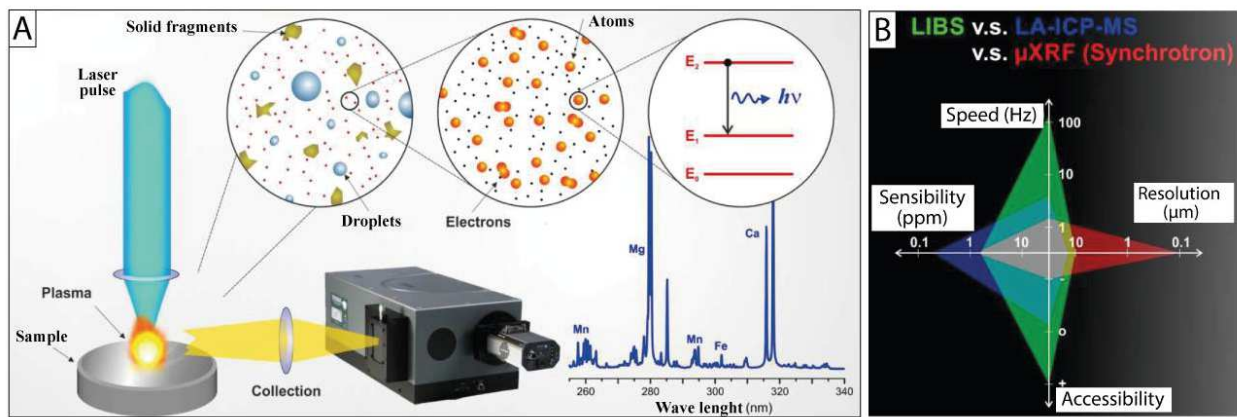 A
Solid fragments
Atoms
Laser
pulse
E2
hν
E1
E0
Droplets
Electrons
Plasma
Sample
Collection
Mg
Ca
Mn
Mn
Fe
260
280
300
320
340
Wave lenght (nm)
B
LIBS v.s. LA-ICP-MS
v.s. μXRF (Synchrotron)
Speed (Hz)
100
10
Sensibility
(ppm)
Resolution
(μm)
1
0.1
1
10
10
1
0.1
-
o
+
Accessibility